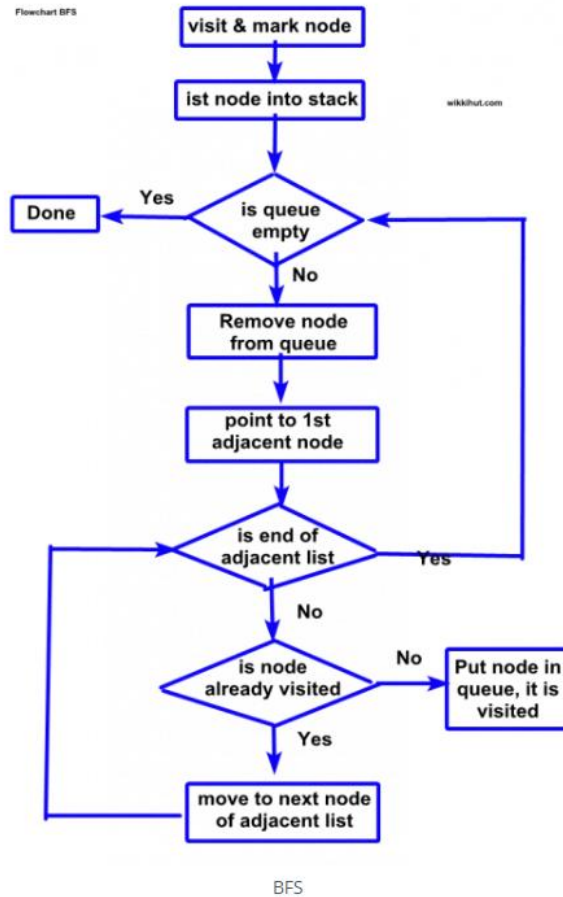 Flowchart BFS
visit & mark node
ist node into stack
wikkihut.com
Yes
Done
is queue
empty
No
Remove node
from queue
point to 1st
adjacent node
is end of
adjacent list
Yes
No
is node
already visited
No
Put node in
queue, it is
visited
Yes
move to next node
of adjacent list
BFS